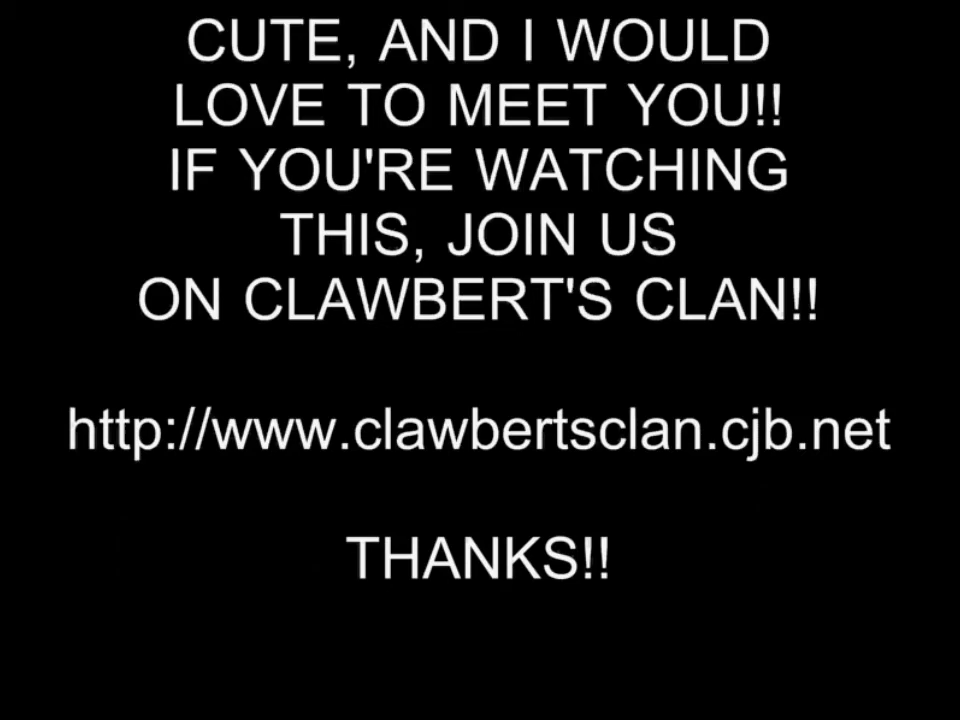 CUTE, AND I WOULD
LOVE TO MEET YOU!!
IF YOU'RE WATCHING
THIS, JOIN US
ON CLAWBERT'S CLAN!!
http://www.clawbertsclan.cjb.net
THANKS!!